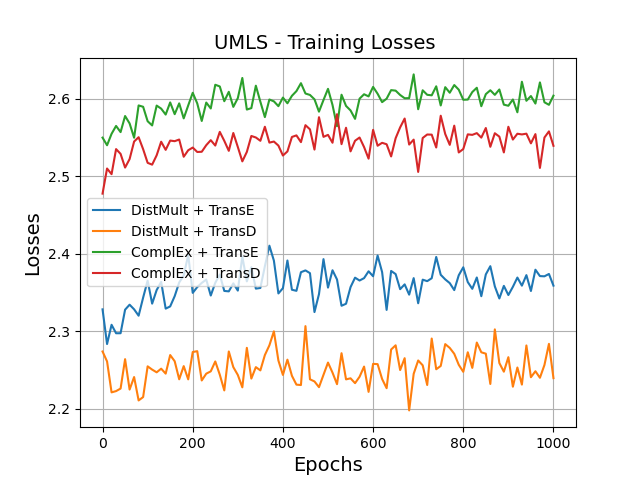 UMLS - Training Losses
Losses
2.6
2.5
2.4
2.3
2.2
DistMult + TransE
DistMult + TransD
ComplEx + TransE
ComplEx + TransD
0
200
400
600
800
1000
Epochs